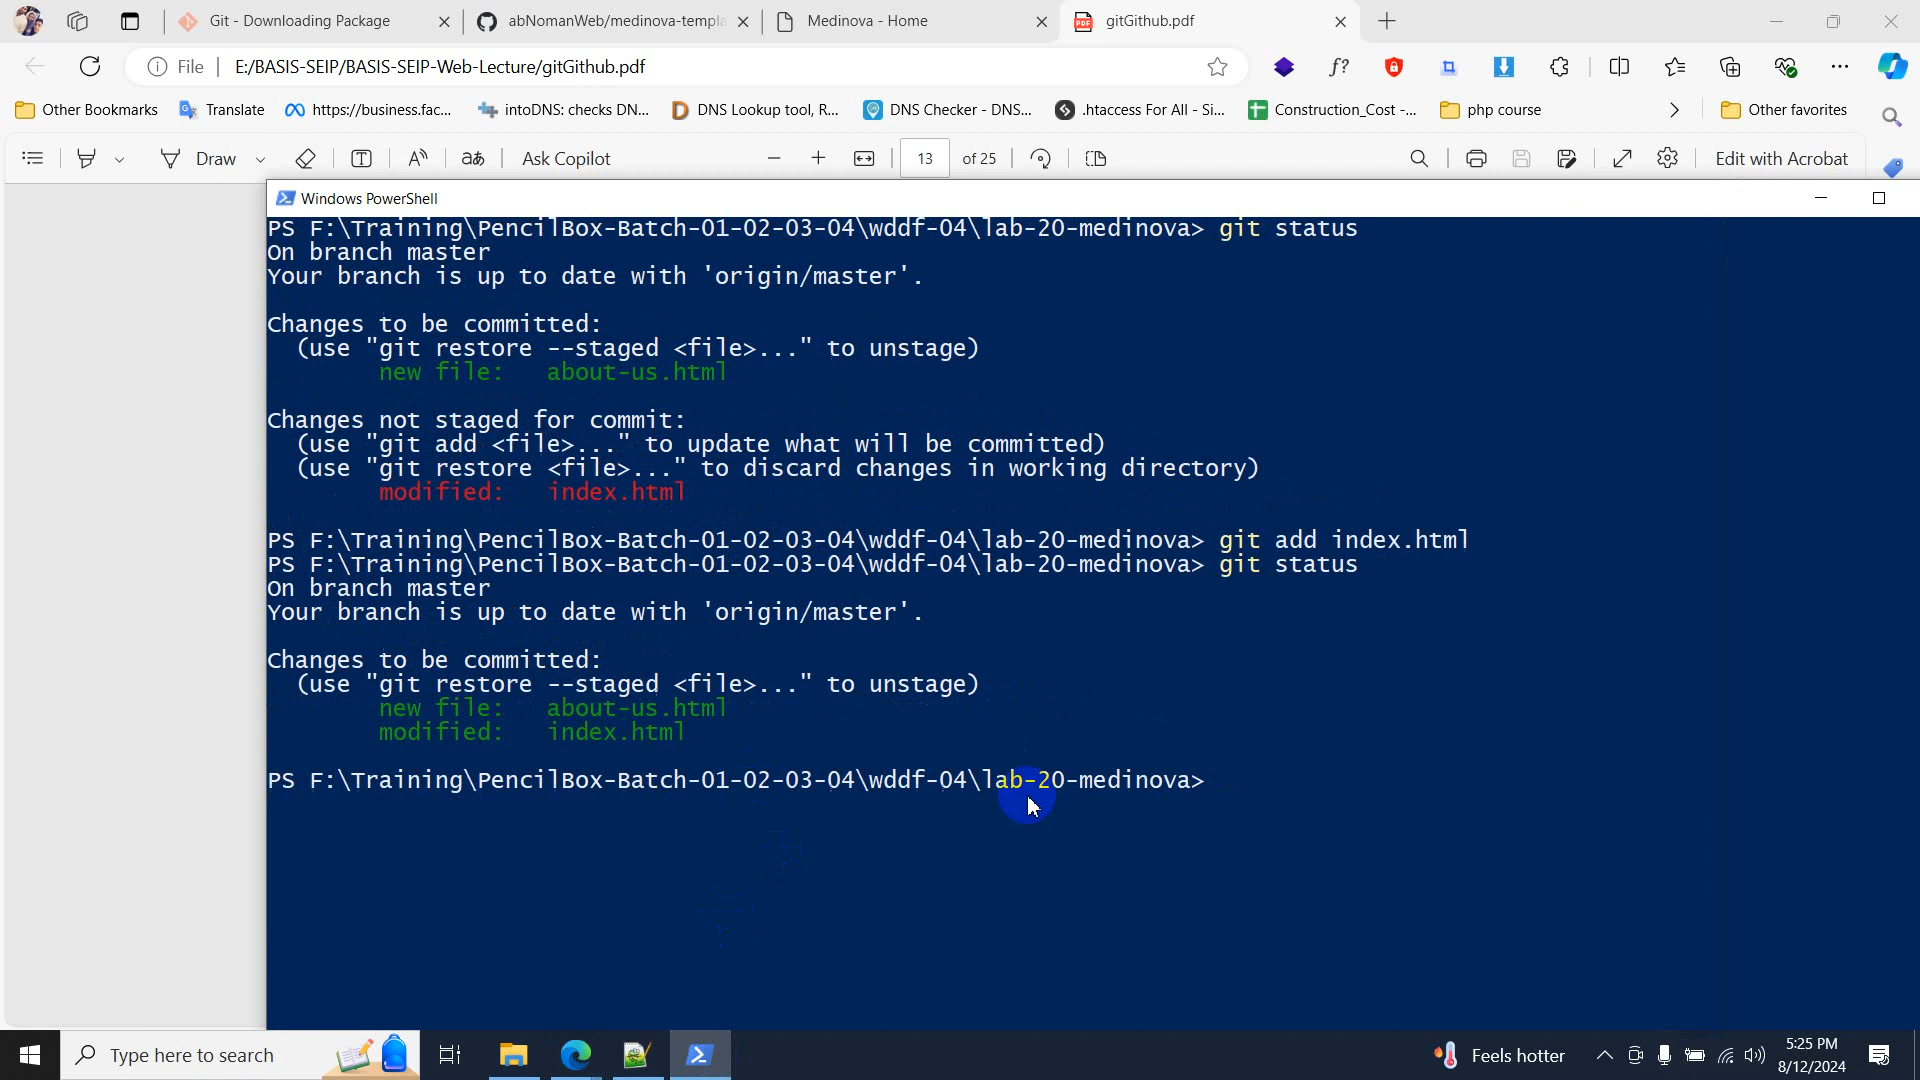 Git - Downloading Package
abNomanWeb/medinova-templa
Medinova - Home
gitGithub.pdf
File
E:/BASIS-SEIP/BASIS-SEIP-Web-Lecture/gitGithub.pdf
Other Bookmarks
Translate
https://business.fac...
intoDNS: checks DN...
DNS Lookup tool, R...
DNS Checker - DNS...
.htaccess For All - Si...
Construction_Cost -...
php course
Other favorites
Draw
Ask Copilot
13
of 25
Edit with Acrobat
Windows PowerShell
PS F:\Training\PencilBox-Batch-01-02-03-04\wddf-04\lab-20-medinova> git status
On branch master
Your branch is up to date with 'origin/master'.
Changes to be committed:
(use "git restore --staged <file>..." to unstage)
new file: about-us.html
Changes not staged for commit:
(use "git add <file>..." to update what will be committed)
(use "git restore <file>..." to discard changes in working directory)
modified: index.html
PS F:\Training\PencilBox-Batch-01-02-03-04\wddf-04\lab-20-medinova> git add index.html
PS F:\Training\PencilBox-Batch-01-02-03-04\wddf-04\lab-20-medinova> git status
On branch master
Your branch is up to date with 'origin/master'.
Changes to be committed:
(use "git restore --staged <file>..." to unstage)
new file: about-us.html
modified: index.html
PS F:\Training\PencilBox-Batch-01-02-03-04\wddf-04\lab-20-medinova>
Type here to search
Feels hotter
5:25 PM
8/12/2024